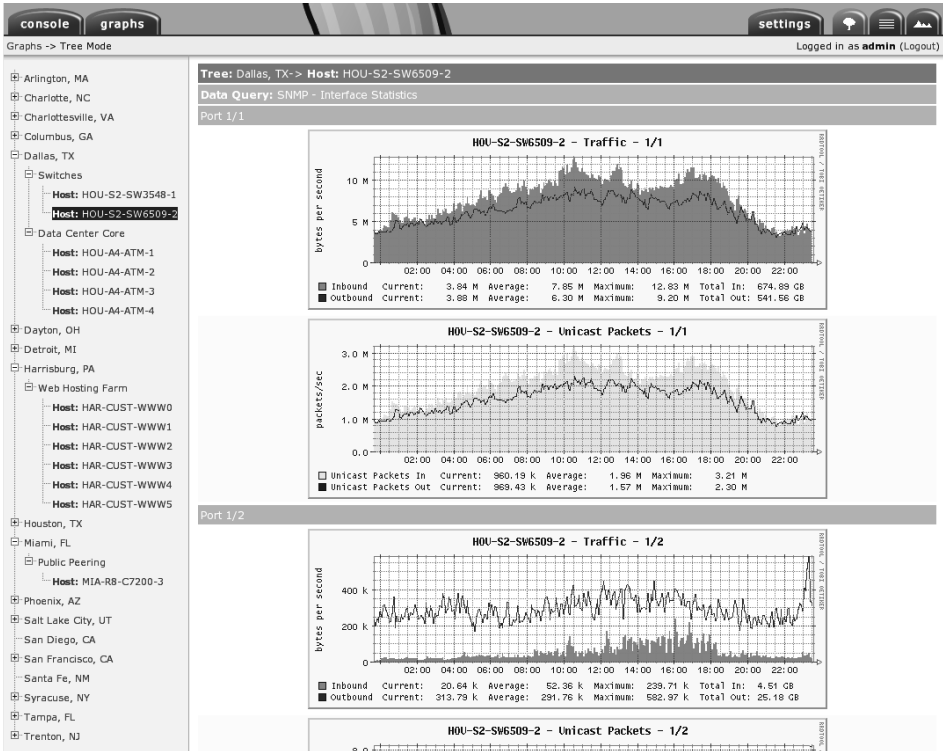 console graphs settings
Graphs -> Tree Mode Logged in as admin (Logout)
Arlington, MA
Charlotte, NC
Charlottesville, VA
Columbus, GA
Dallas, TX
Switches
Host: HOU-S2-SW3548-1
Host: HOU-S2-SW6509-2
Data Center Core
Host: HOU-A4-ATM-1
Host: HOU-A4-ATM-2
Host: HOU-A4-ATM-3
Host: HOU-A4-ATM-4
Dayton, OH
Detroit, MI
Harrisburg, PA
Web Hosting Farm
Host: HAR-CUST-WWW0
Host: HAR-CUST-WWW1
Host: HAR-CUST-WWW2
Host: HAR-CUST-WWW3
Host: HAR-CUST-WWW4
Host: HAR-CUST-WWW5
Houston, TX
Miami, FL
Public Peering
Host: MIA-R8-C7200-3
Phoenix, AZ
Salt Lake City, UT
San Diego, CA
San Francisco, CA
Santa Fe, NM
Syracuse, NY
Tampa, FL
Trenton, NJ
Tree: Dallas, TX-> Host: HOU-S2-SW6509-2
Data Query: SNMP - Interface Statistics
Port 1/1
HOU-S2-SW6509-2 - Traffic - 1/1
RRDTOOL / TOBI OETIKER
bytes per second
10 M
5 M
0
02:00 04:00 06:00 08:00 10:00 12:00 14:00 16:00 18:00 20:00 22:00
Inbound Current: 3.84 M Average: 7.85 M Maximum: 12.83 M Total In: 674.89 GB
Outbound Current: 3.88 M Average: 6.30 M Maximum: 9.20 M Total Out: 541.56 GB
HOU-S2-SW6509-2 - Unicast Packets - 1/1
RRDTOOL / TOBI OETIKER
packets/sec
3.0 M
2.0 M
1.0 M
0.0
02:00 04:00 06:00 08:00 10:00 12:00 14:00 16:00 18:00 20:00 22:00
Unicast Packets In Current: 960.19 k Average: 1.96 M Maximum: 3.21 M
Unicast Packets Out Current: 969.43 k Average: 1.57 M Maximum: 2.30 M
Port 1/2
HOU-S2-SW6509-2 - Traffic - 1/2
RRDTOOL / TOBI OETIKER
bytes per second
400 k
200 k
0
02:00 04:00 06:00 08:00 10:00 12:00 14:00 16:00 18:00 20:00 22:00
Inbound Current: 20.64 k Average: 52.36 k Maximum: 239.71 k Total In: 4.51 GB
Outbound Current: 313.79 k Average: 291.76 k Maximum: 582.97 k Total Out: 25.18 GB
HOU-S2-SW6509-2 - Unicast Packets - 1/2